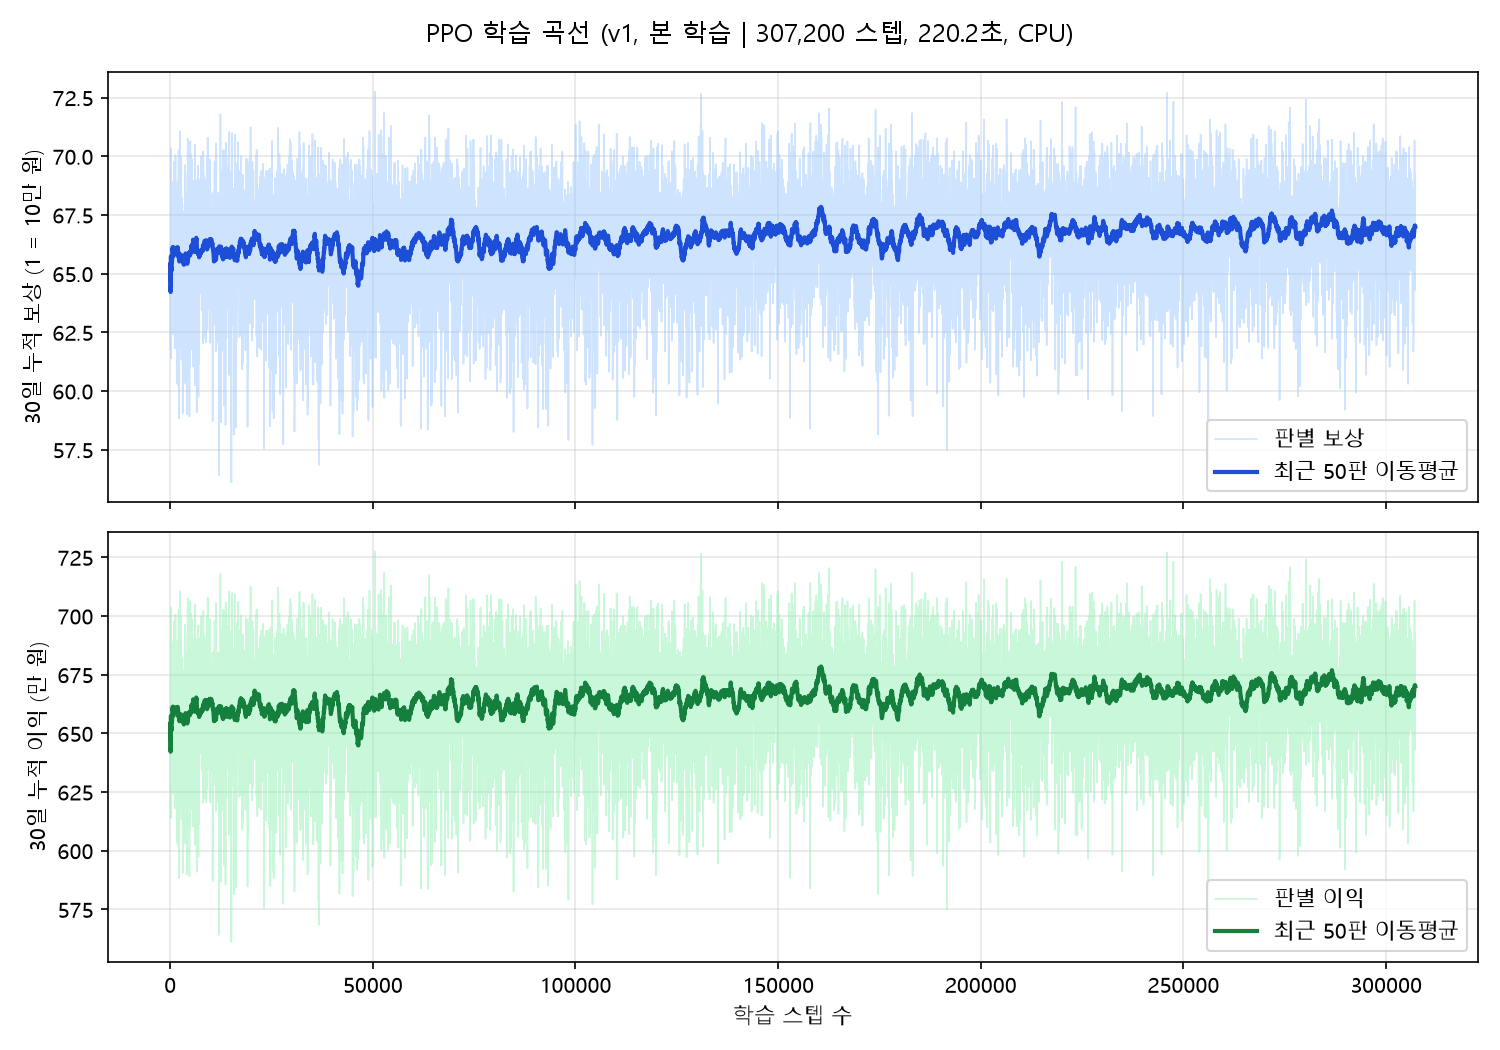 PPO 학습 곡선 (v1, 본 학습 | 307,200 스텝, 220.2초, CPU)
30일 누적 보상 (1 = 10만 원)
72.5
70.0
67.5
65.0
62.5
60.0
57.5
판별 보상
최근 50판 이동평균
30일 누적 이익 (만 원)
725
700
675
650
625
600
575
판별 이익
최근 50판 이동평균
0 50000 100000 150000 200000 250000 300000
학습 스텝 수